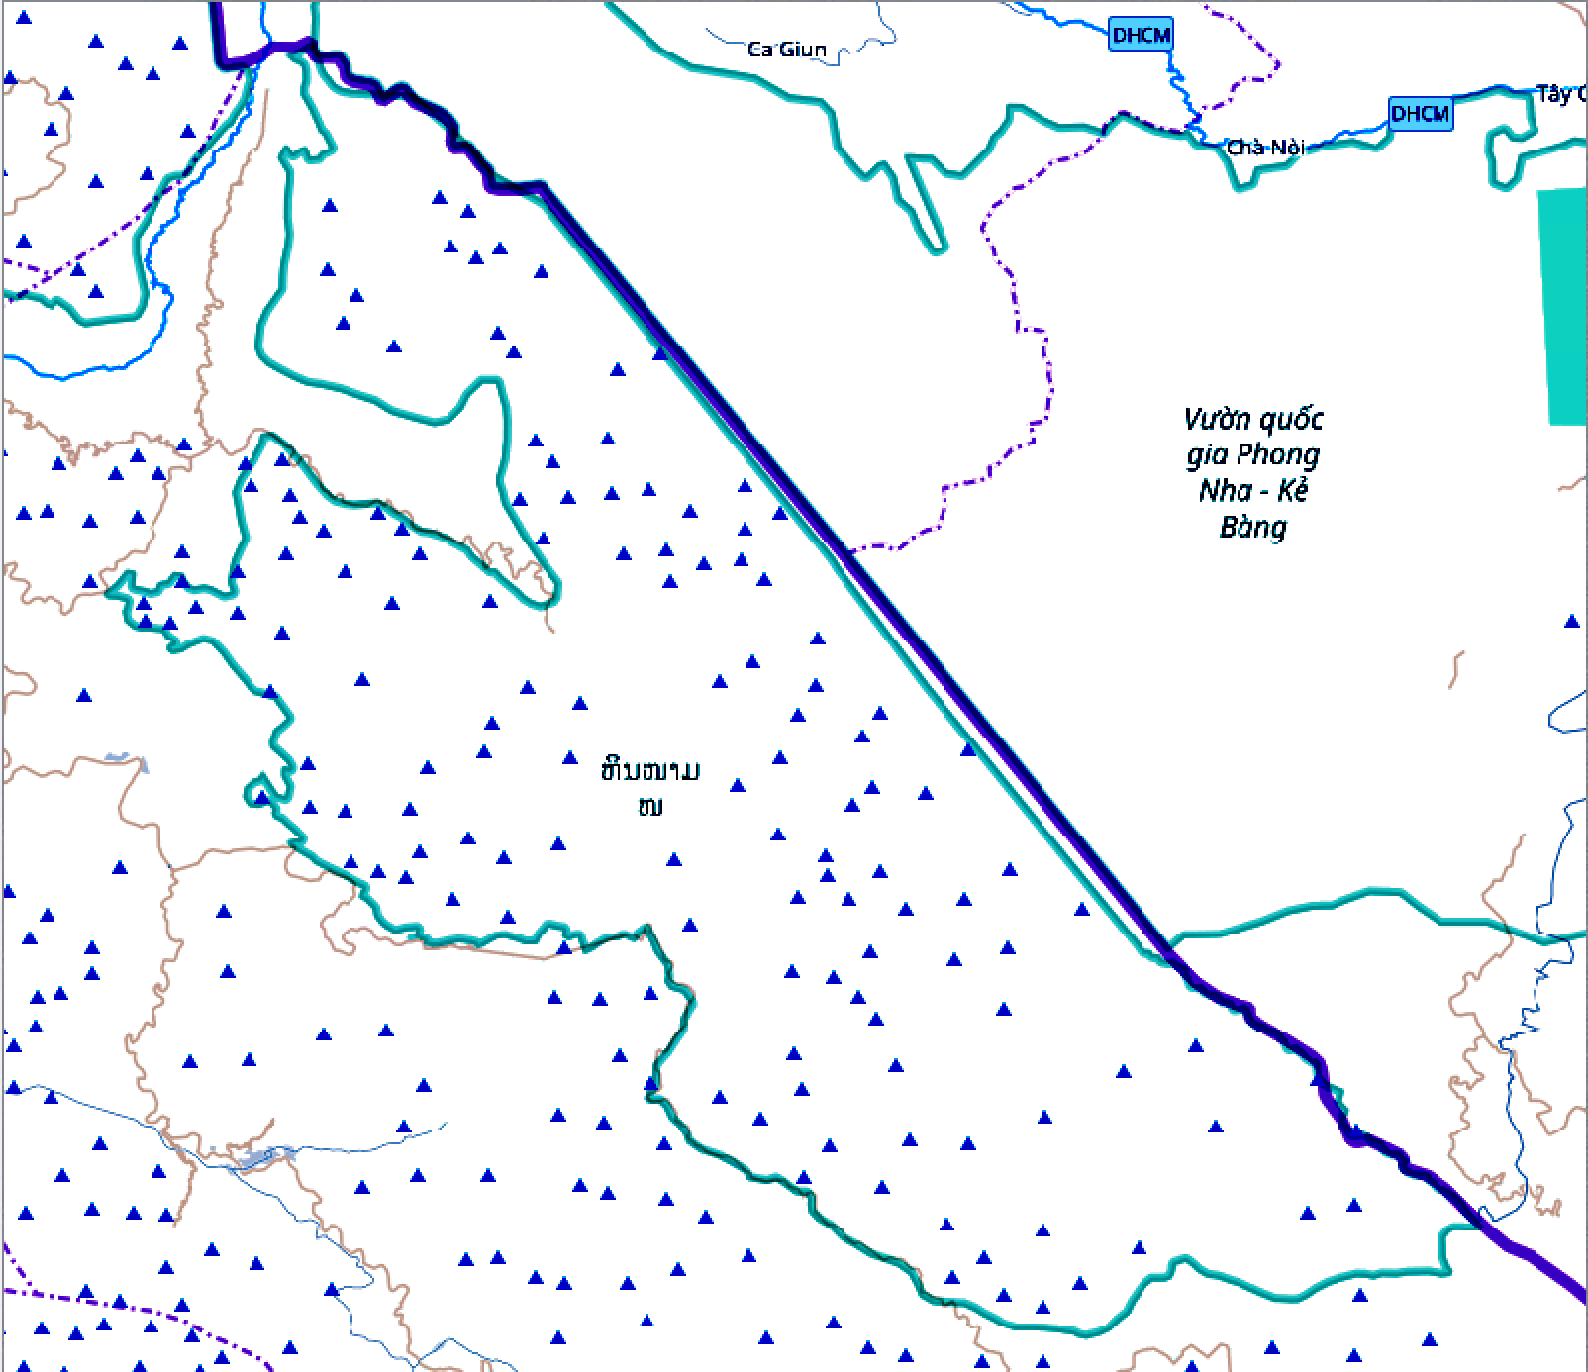 Ca Giun
DHCM
DHCM
Tây
Chà Nòi
Vườn quốc
gia Phong
Nha - Kẻ
Bàng
ຫີນໜາມ
ໜ